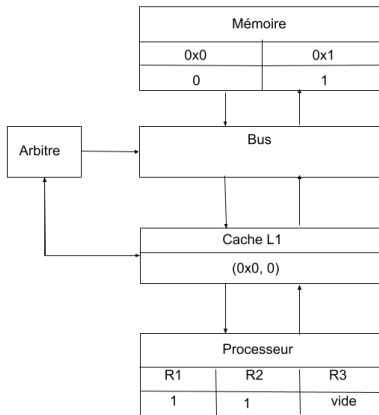 Mémoire
0x0 0x1
0 1
Arbitre
Bus
Cache L1
(0x0, 0)
Processeur
R1 R2 R3
1 1 vide